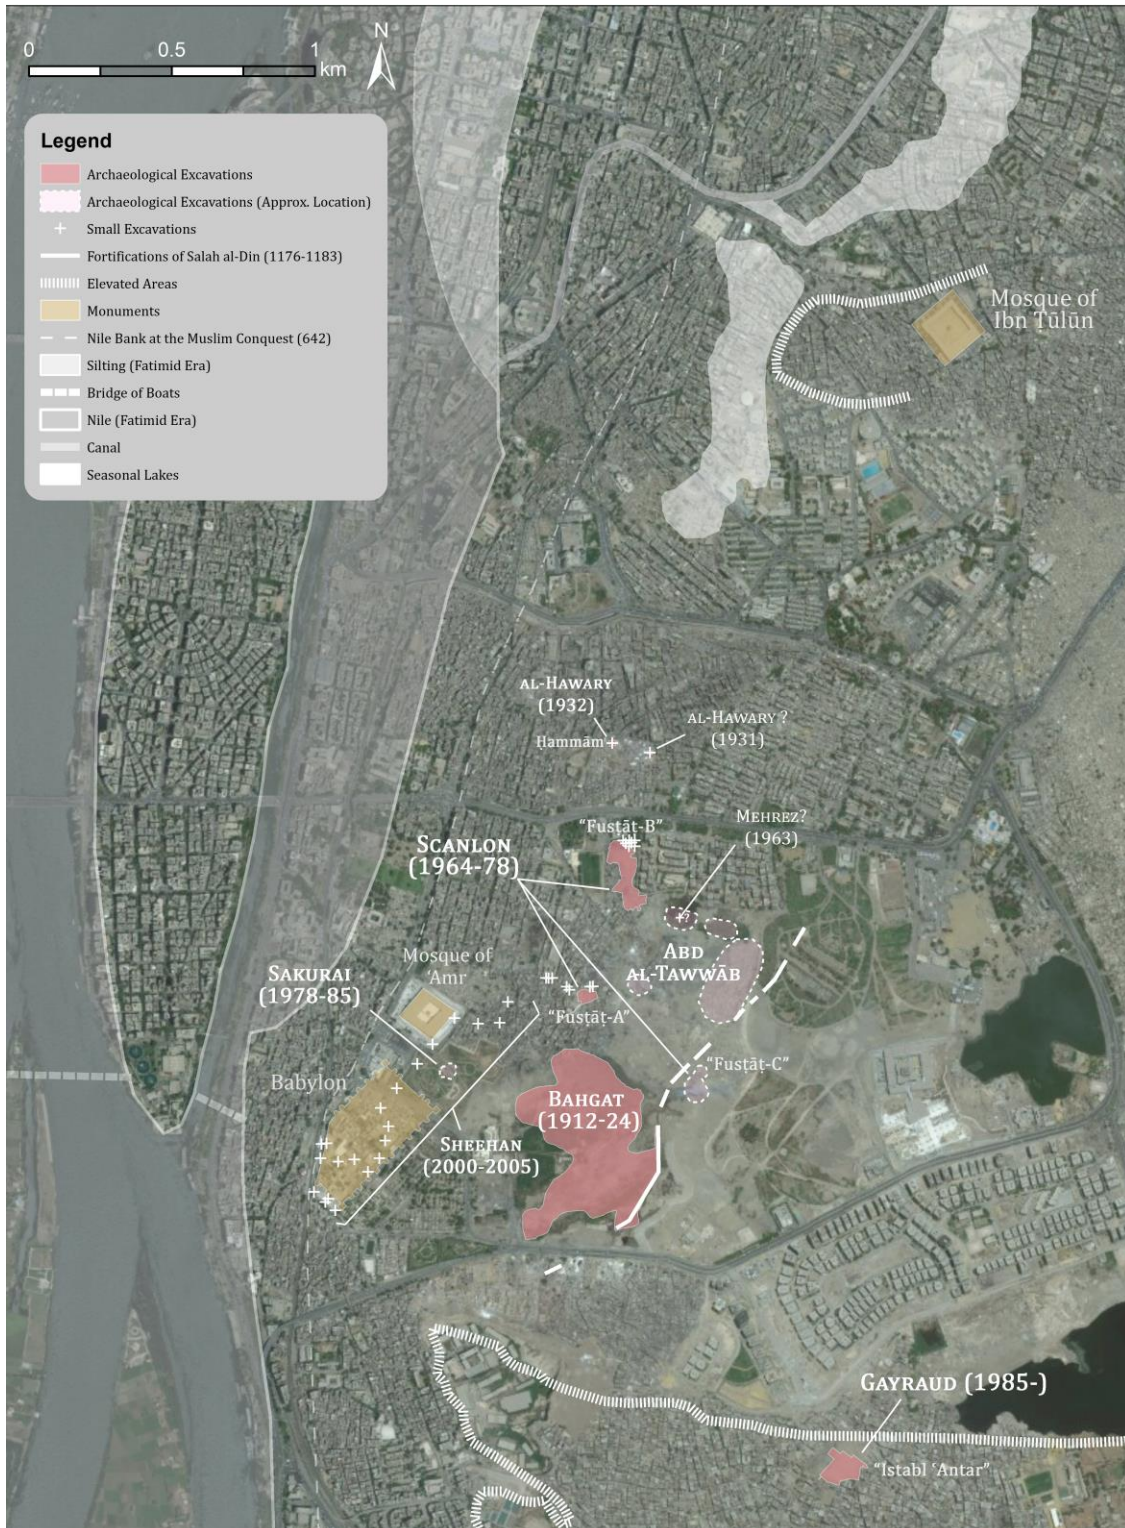 0 0.5 1
km
N
Legend
Archaeological Excavations
Archaeological Excavations (Approx. Location)
Small Excavations
Fortifications of Salah al-Din (1176-1183)
Elevated Areas
Monuments
Nile Bank at the Muslim Conquest (642)
Silting (Fatimid Era)
Bridge of Boats
Nile (Fatimid Era)
Canal
Seasonal Lakes
Mosque of
Ibn Tūlūn
AL-HAWARY
(1932)
Ḥammām
AL-HAWARY ?
(1931)
MEHREZ?
(1963)
"Fusṭāṭ-B"
SCANLON
(1964-78)
?
ABD
AL-TAWWĀB
Mosque of
'Amr
SAKURAI
(1978-85)
"Fusṭāṭ-A"
"Fusṭāṭ-C"
Babylon
BAHGAT
(1912-24)
SHEEHAN
(2000-2005)
GAYRAUD (1985-)
"Istabl ʿAntar"